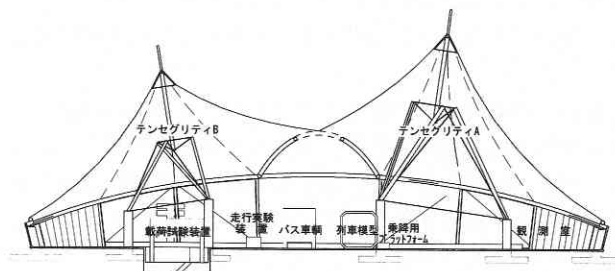 テンセグリティB
テンセグリティA
載荷試験装置
走行実験
装置
バス車輌
列車模型
乗降用
プラットフォーム
観測室